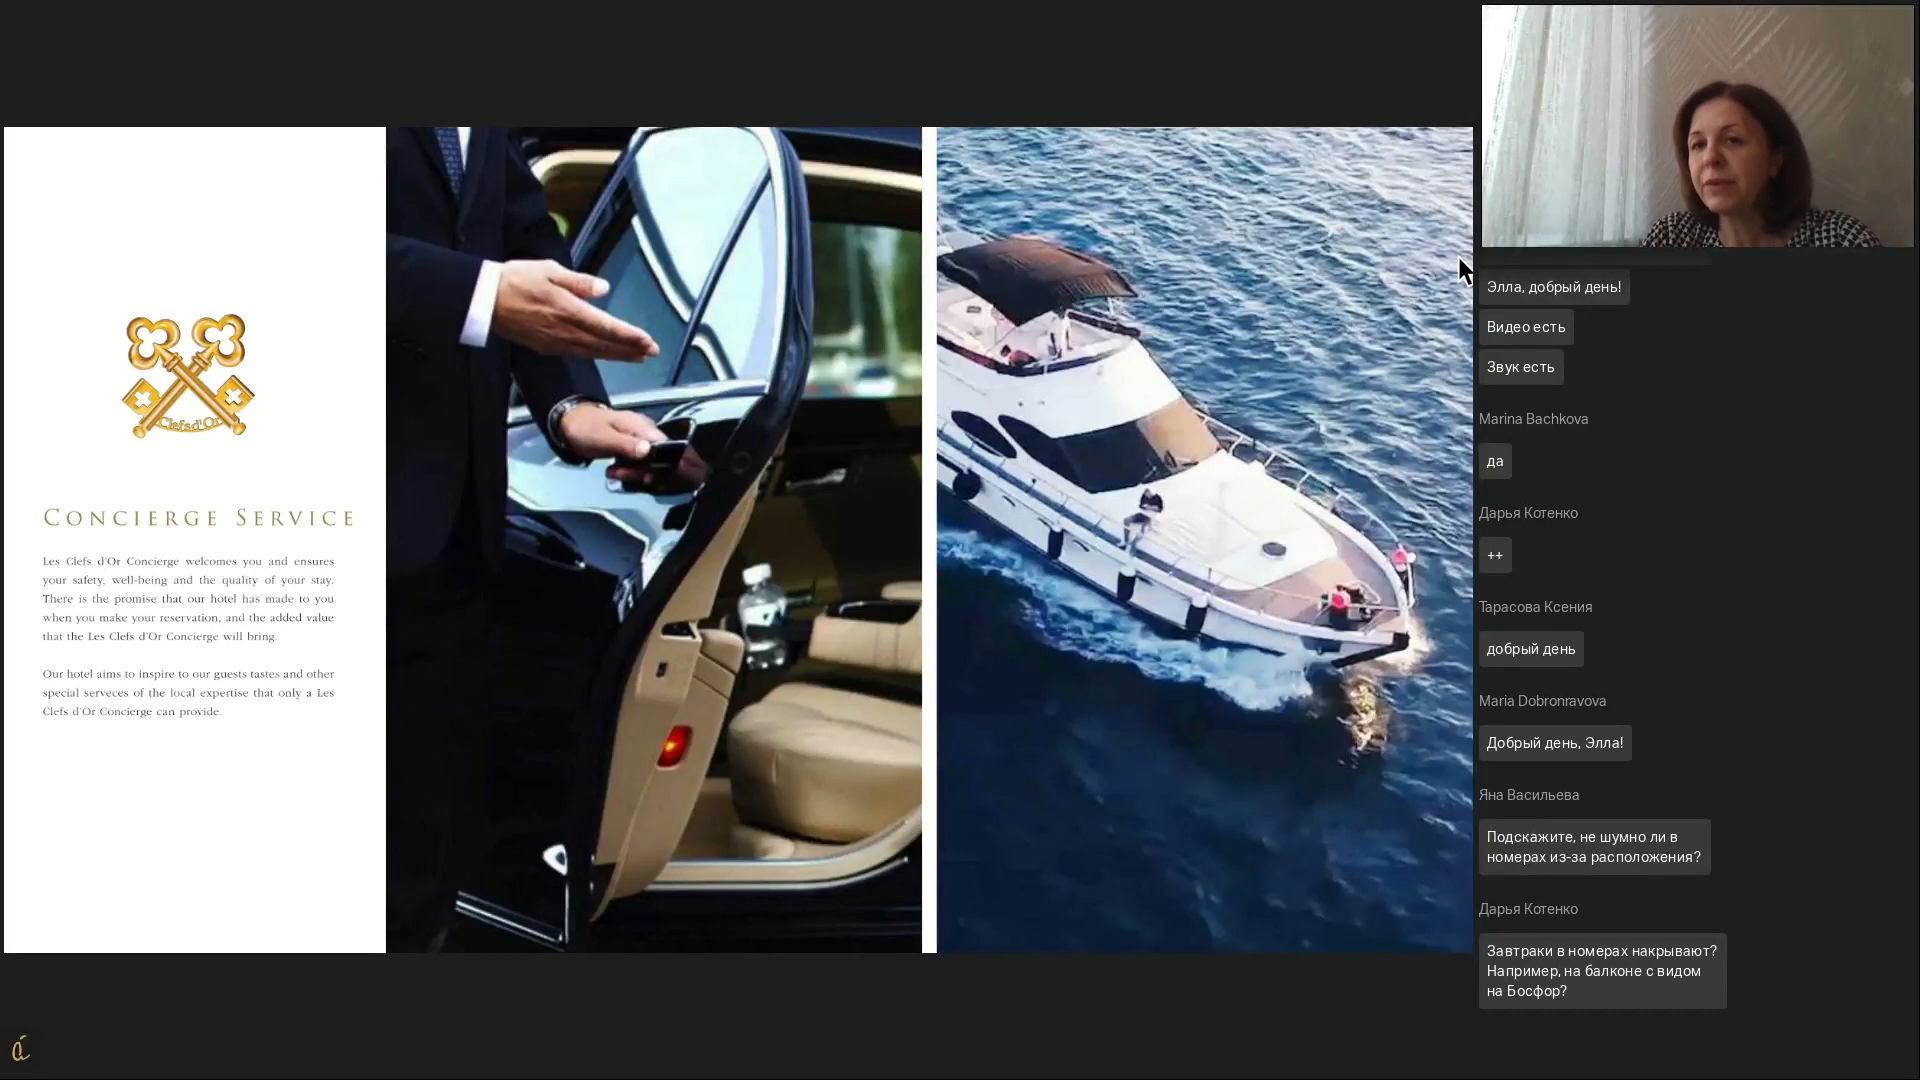 Clefs d'Or
CONCIERGE SERVICE
Les Clefs d'Or Concierge welcomes you and ensures
your safety, well-being and the quality of your stay.
There is the promise that our hotel has made to you
when you make your reservation, and the added value
that the Les Clefs d'Or Concierge will bring.
Our hotel aims to inspire to our guests tastes and other
special serveces of the local expertise that only a Les
Clefs d'Or Concierge can provide.
á
Элла, добрый день!
Видео есть
Звук есть
Marina Bachkova
да
Дарья Котенко
++
Тарасова Ксения
добрый день
Maria Dobronravova
Добрый день, Элла!
Яна Васильева
Подскажите, не шумно ли в
номерах из-за расположения?
Дарья Котенко
Завтраки в номерах накрывают?
Например, на балконе с видом
на Босфор?